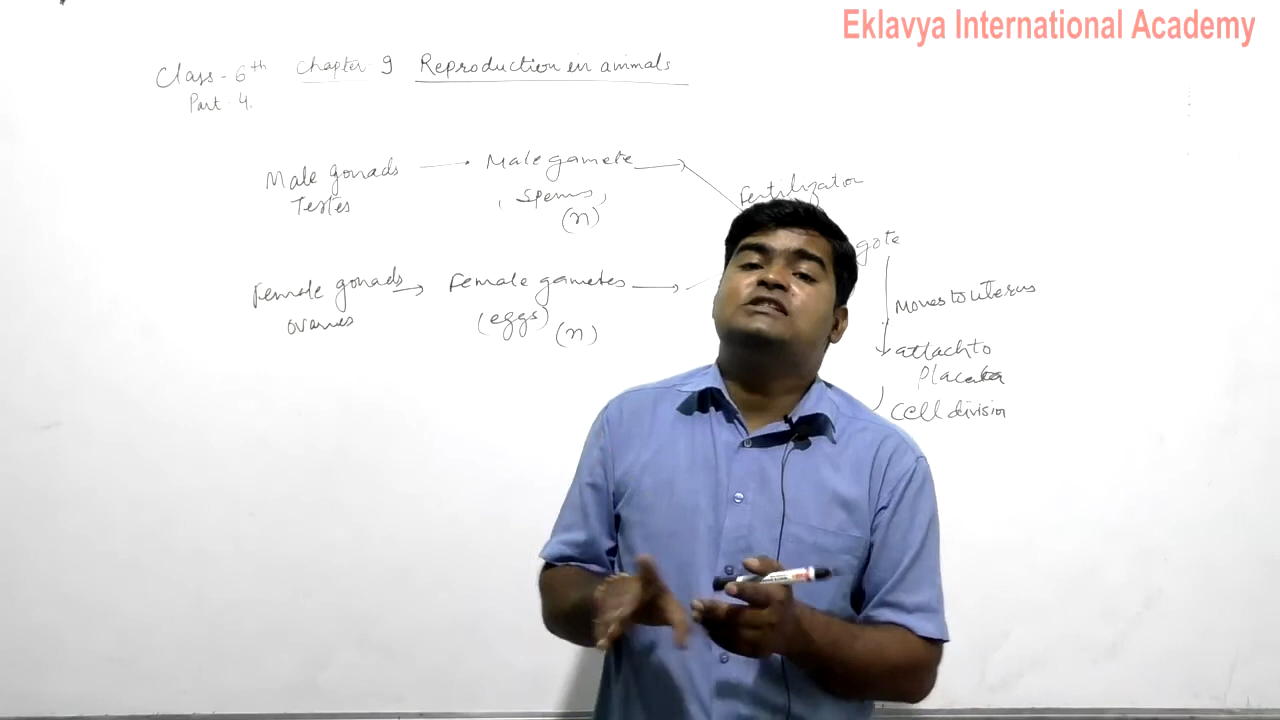 Eklavya International Academy
Class - 6th Chapter 9 Reproduction in animals
Part - 4.
Male gonads
Testes
Male gamete
sperms
(n)
Fertilization
gote
Female gonads
ovaries
Female gametes
(eggs)
(n)
Moves to uterus
attach to
Placenta
Cell division